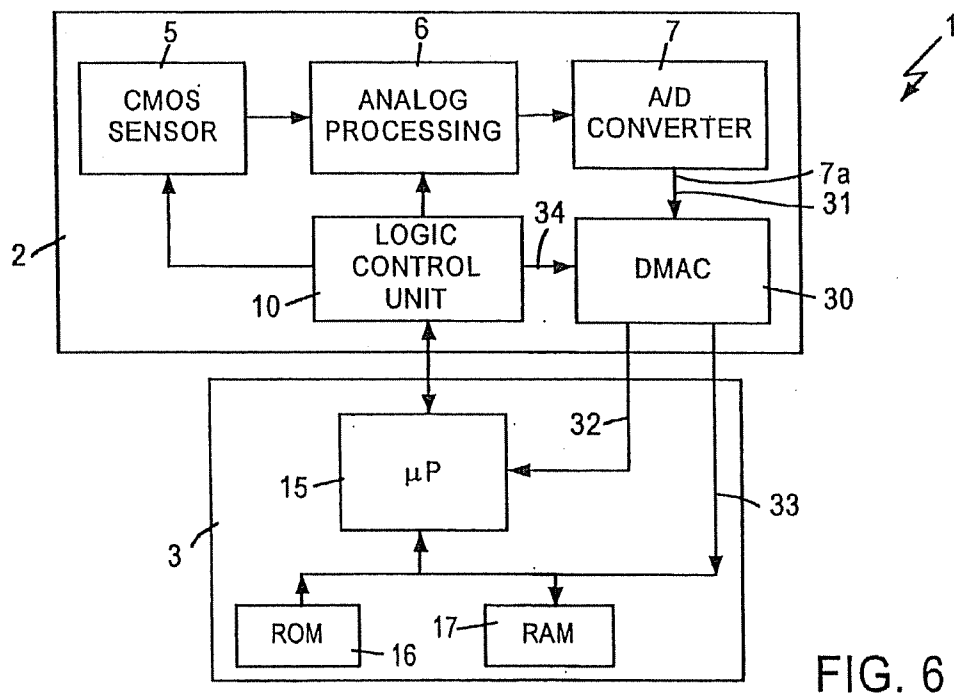 1
5
6
7
CMOS
SENSOR
ANALOG
PROCESSING
A/D
CONVERTER
7a
31
2
10
LOGIC
CONTROL
UNIT
34
DMAC
30
32
33
15
µP
3
ROM
16
17
RAM
FIG. 6